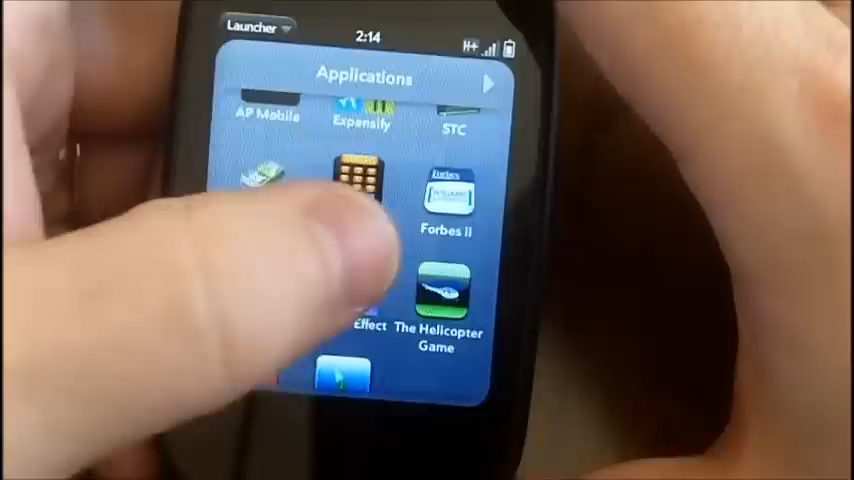 Launcher
2:14
H+
Applications
AP Mobile
Expensify
STC
Forbes
Forbes ii
Effect
The Helicopter
Game